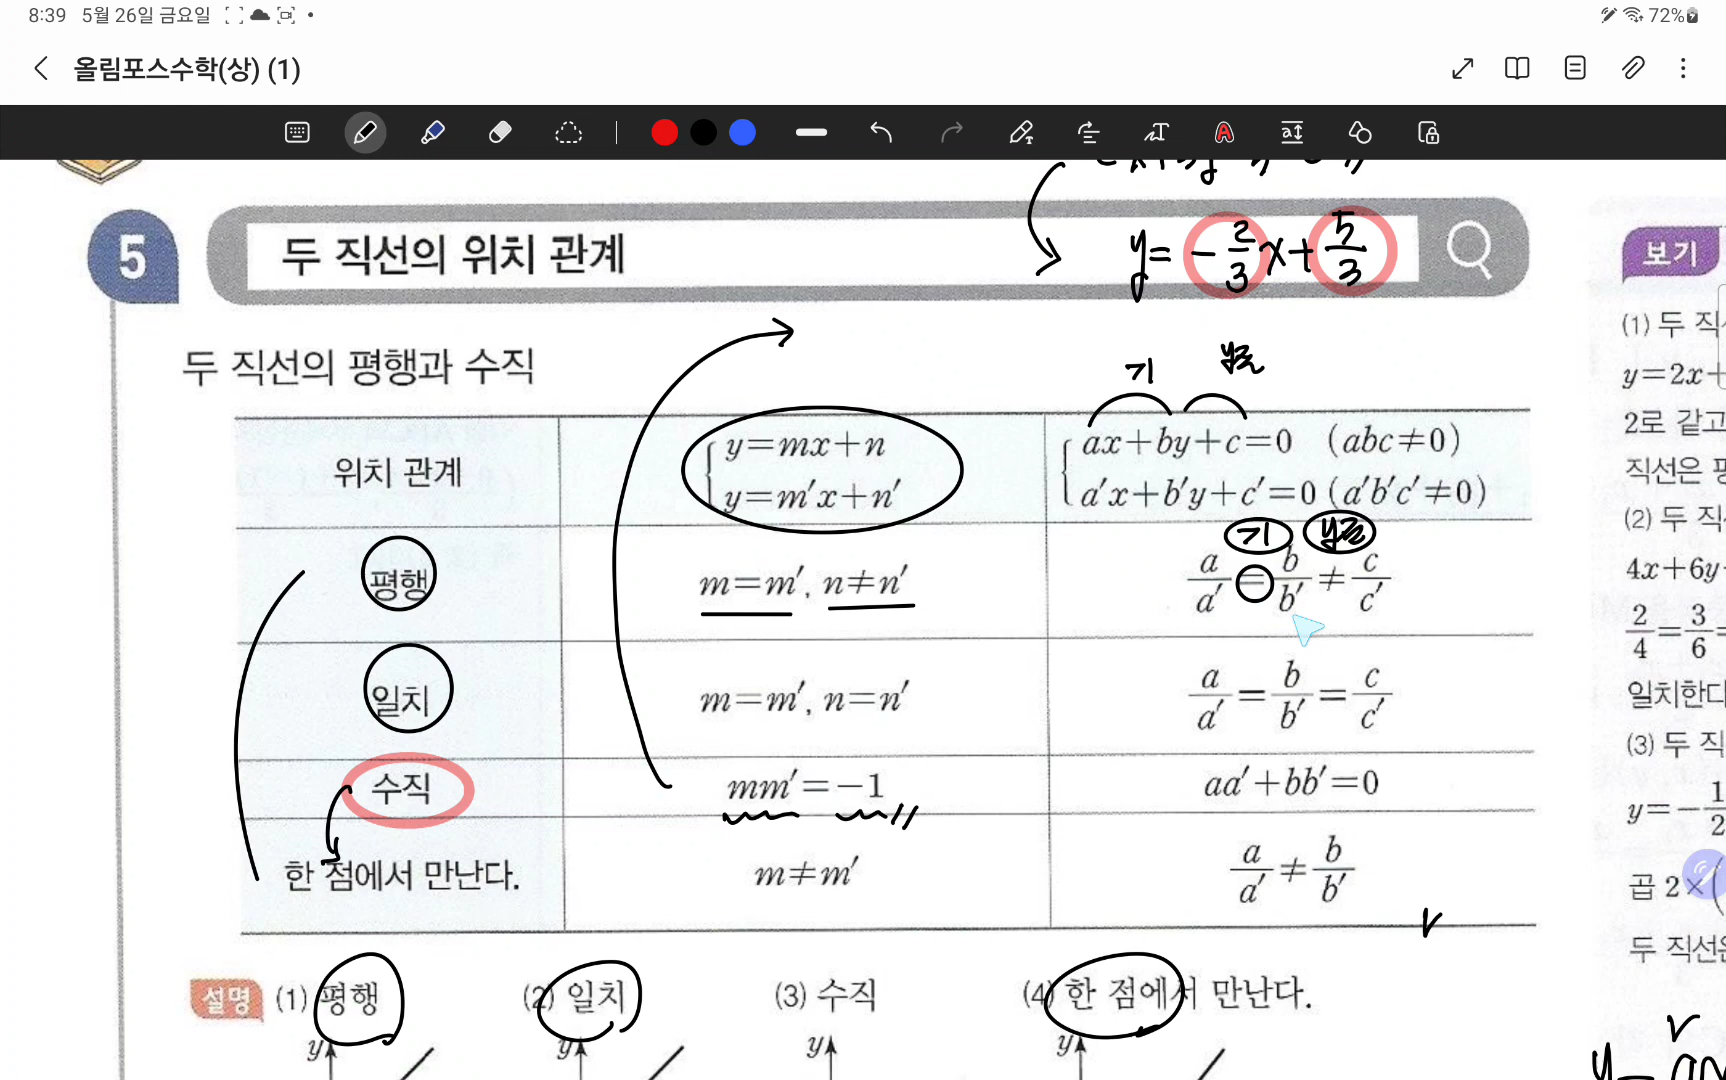 8:39 5월 26일 금요일 72%
올림포스수학(상) (1)
5 두 직선의 위치 관계
y = -2/3 x + 5/3
두 직선의 평행과 수직
기
위치 관계
y=mx+n
y=m′x+n′
ax+by+c=0 (abc≠0)
a′x+b′y+c′=0 (a′b′c′≠0)
기
평행 m=m′, n≠n′ a/a′ = b/b′ ≠ c/c′
일치 m=m′, n=n′ a/a′ = b/b′ = c/c′
수직 mm′=-1 aa′+bb′=0
한 점에서 만난다. m≠m′ a/a′ ≠ b/b′
설명 (1) 평행 (2) 일치 (3) 수직 (4) 한 점에서 만난다.
y y y y
보기
(1) 두 직
y=2x+
2로 같고
직선은 평
(2) 두 직
4x+6y
2/4 = 3/6 =
일치한다
(3) 두 직
y=-1/2
곱 2×(
두 직선은